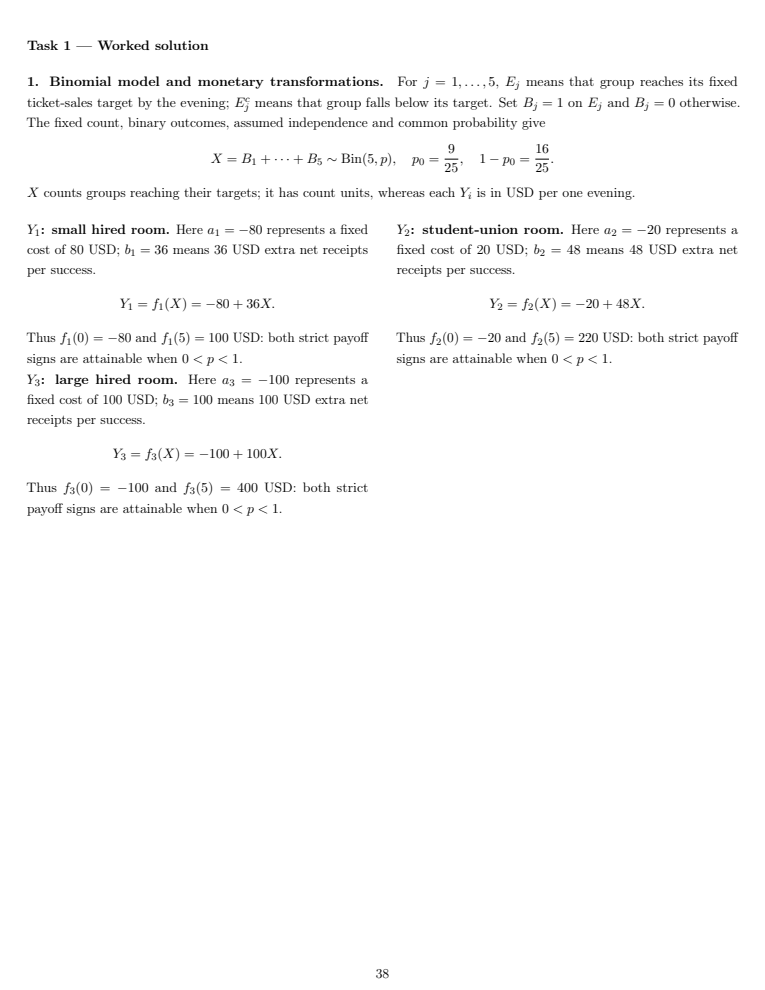 Task 1 — Worked solution
1. Binomial model and monetary transformations. For j = 1, . . . , 5, E_j means that group reaches its fixed
ticket-sales target by the evening; E_j^c means that group falls below its target. Set B_j = 1 on E_j and B_j = 0 otherwise.
The fixed count, binary outcomes, assumed independence and common probability give
X = B_1 + · · · + B_5 ∼ Bin(5, p), p_0 = 9/25, 1 − p_0 = 16/25.
X counts groups reaching their targets; it has count units, whereas each Y_i is in USD per one evening.
Y_1: small hired room. Here a_1 = −80 represents a fixed
cost of 80 USD; b_1 = 36 means 36 USD extra net receipts
per success.
Y_1 = f_1(X) = −80 + 36X.
Thus f_1(0) = −80 and f_1(5) = 100 USD: both strict payoff
signs are attainable when 0 < p < 1.
Y_3: large hired room. Here a_3 = −100 represents a
fixed cost of 100 USD; b_3 = 100 means 100 USD extra net
receipts per success.
Y_3 = f_3(X) = −100 + 100X.
Thus f_3(0) = −100 and f_3(5) = 400 USD: both strict
payoff signs are attainable when 0 < p < 1.
Y_2: student-union room. Here a_2 = −20 represents a
fixed cost of 20 USD; b_2 = 48 means 48 USD extra net
receipts per success.
Y_2 = f_2(X) = −20 + 48X.
Thus f_2(0) = −20 and f_2(5) = 220 USD: both strict payoff
signs are attainable when 0 < p < 1.
38